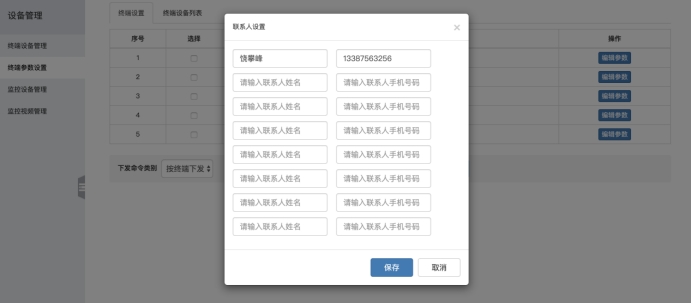 设备管理
终端设备管理
终端参数设置
监控设备管理
监控视频管理
终端设置 终端设备列表
序号 选择 操作
1 编辑参数
2 编辑参数
3 编辑参数
4 编辑参数
5 编辑参数
下发命令类别 按终端下发
联系人设置 ×
饶攀峰 13387563256
请输入联系人姓名 请输入联系人手机号码
请输入联系人姓名 请输入联系人手机号码
请输入联系人姓名 请输入联系人手机号码
请输入联系人姓名 请输入联系人手机号码
请输入联系人姓名 请输入联系人手机号码
请输入联系人姓名 请输入联系人手机号码
请输入联系人姓名 请输入联系人手机号码
保存 取消